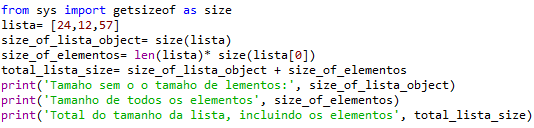 from sys import getsizeof as size
lista= [24,12,57]
size_of_lista_object= size(lista)
size_of_elementos= len(lista)* size(lista[0])
total_lista_size= size_of_lista_object + size_of_elementos
print('Tamaho sem o o tamaho de lementos:', size_of_lista_object)
print('Tamanho de todos os elementos', size_of_elementos)
print('Total do tamanho da lista, incluindo os elementos', total_lista_size)